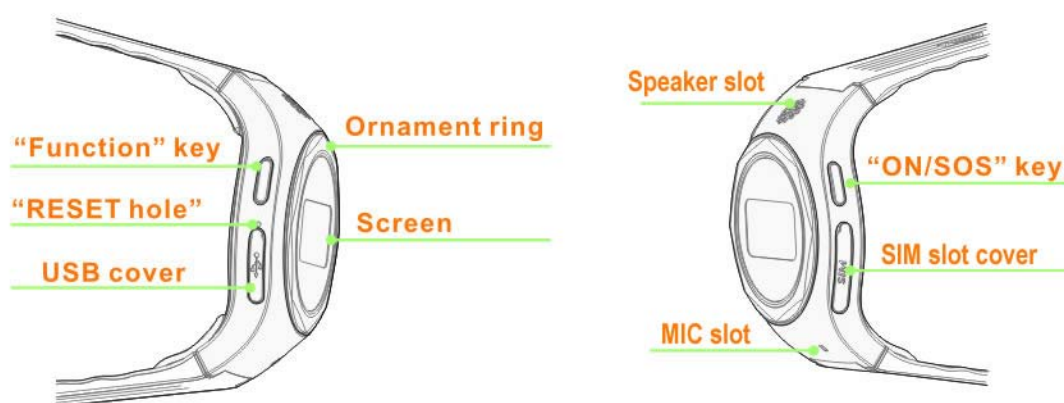 “Function” key
“RESET hole”
USB cover
Ornament ring
Screen
Speaker slot
“ON/SOS” key
SIM slot cover
SIM
MIC slot